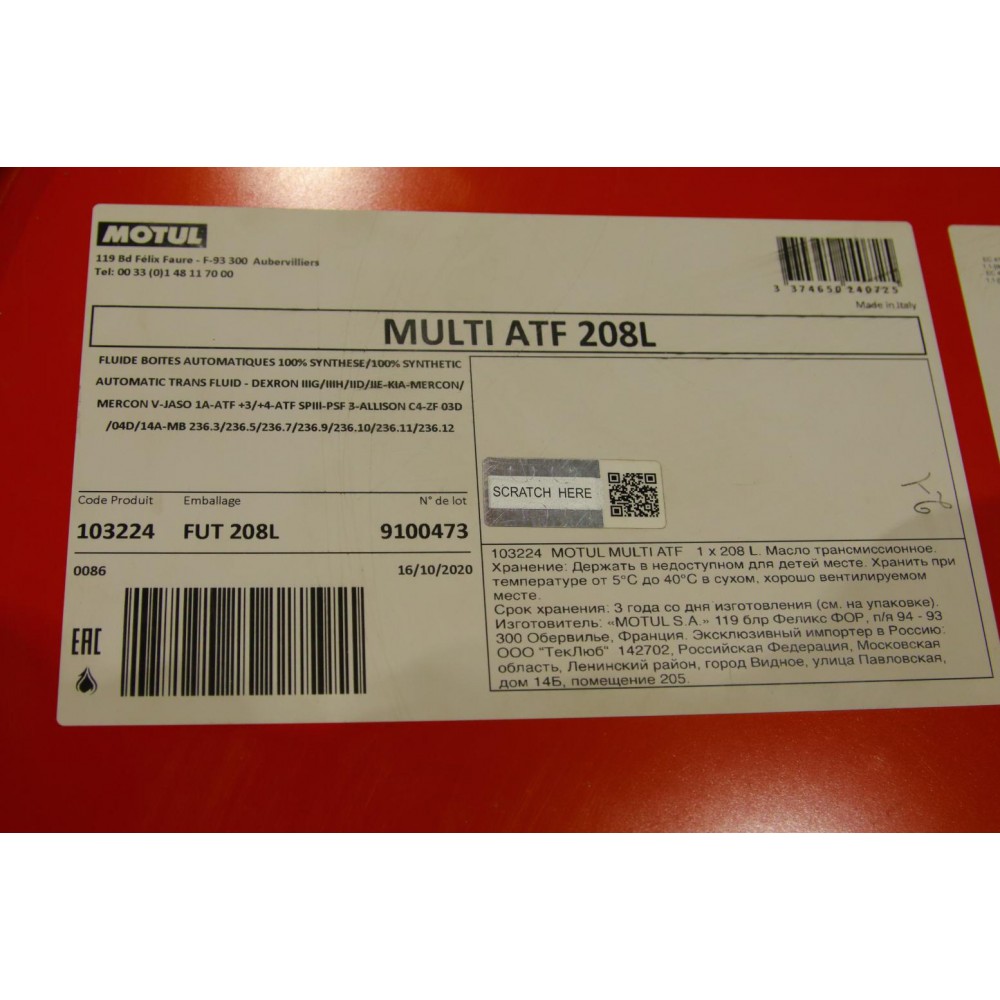 MOTUL
119 Bd Félix Faure - F-93 300 Aubervilliers
Tel: 00 33 (0)1 48 11 70 00
3 374650 240725
Made in Italy
MULTI ATF 208L
FLUIDE BOITES AUTOMATIQUES 100% SYNTHESE/100% SYNTHETIC
AUTOMATIC TRANS FLUID - DEXRON IIIG/IIIH/IID/IIE-KIA-MERCON/
MERCON V-JASO 1A-ATF +3/+4-ATF SPIII-PSF 3-ALLISON C4-ZF 03D
/04D/14A-MB 236.3/236.5/236.7/236.9/236.10/236.11/236.12
SCRATCH HERE
Code Produit Emballage N° de lot
103224 FUT 208L 9100473
0086 16/10/2020
EAC
103224 MOTUL MULTI ATF 1 x 208 L. Масло трансмиссионное.
Хранение: Держать в недоступном для детей месте. Хранить при
температуре от 5°C до 40°C в сухом, хорошо вентилируемом
месте.
Срок хранения: 3 года со дня изготовления (см. на упаковке).
Изготовитель: «MOTUL S.A.» 119 блр Феликс ФОР, п/я 94 - 93
300 Обервилье, Франция. Эксклюзивный импортер в Россию:
ООО "ТекЛюб" 142702, Российская Федерация, Московская
область, Ленинский район, город Видное, улица Павловская,
дом 14Б, помещение 205.